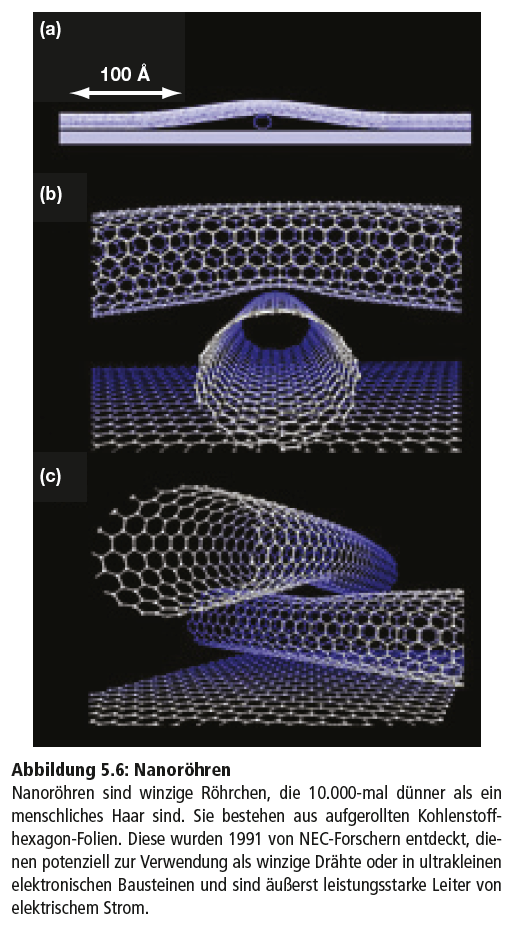 (a)
100 Å
(b)
(c)
Abbildung 5.6: Nanoröhren
Nanoröhren sind winzige Röhrchen, die 10.000-mal dünner als ein
menschliches Haar sind. Sie bestehen aus aufgerollten Kohlenstoff-
hexagon-Folien. Diese wurden 1991 von NEC-Forschern entdeckt, die-
nen potenziell zur Verwendung als winzige Drähte oder in ultrakleinen
elektronischen Bausteinen und sind äußerst leistungsstarke Leiter von
elektrischem Strom.